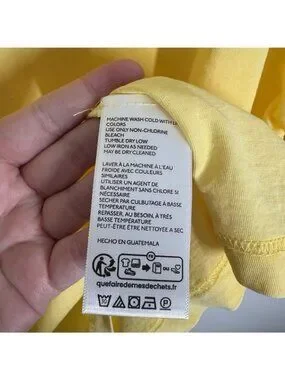 MACHINE WASH COLD WITH
COLORS
USE ONLY NON-CHLORINE
BLEACH
TUMBLE DRY LOW
LOW IRON AS NEEDED
MAY BE DRY CLEANED
LAVER À LA MACHINE À L'EAU
FROIDE AVEC COULEURS
SIMILAIRES
UTILISER UN AGENT DE
BLANCHIMENT SANS CHLORE SI
NÉCESSAIRE
SÉCHER PAR CULBUTAGE À BASSE
TEMPÉRATURE
REPASSER, AU BESOIN, À TRÈS
BASSE TEMPÉRATURE
PEUT-ÊTRE ÊTRE NETTOYÉ A SEC
HECHO EN GUATEMALA
FR
OU
quefairedemesdechets.fr